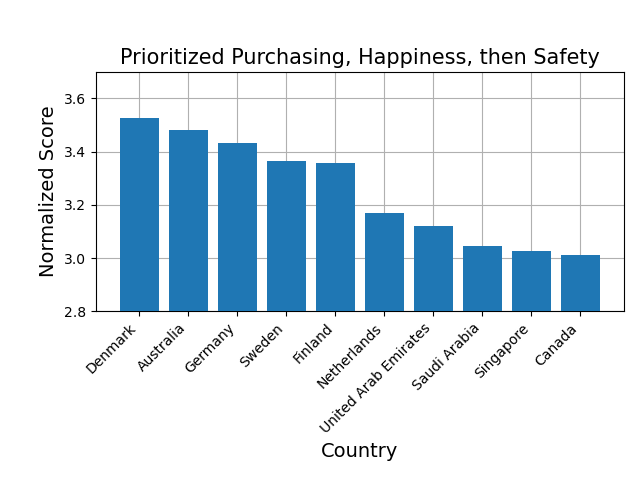 Prioritized Purchasing, Happiness, then Safety
Normalized Score
3.6
3.4
3.2
3.0
2.8
Denmark
Australia
Germany
Sweden
Finland
Netherlands
United Arab Emirates
Saudi Arabia
Singapore
Canada
Country